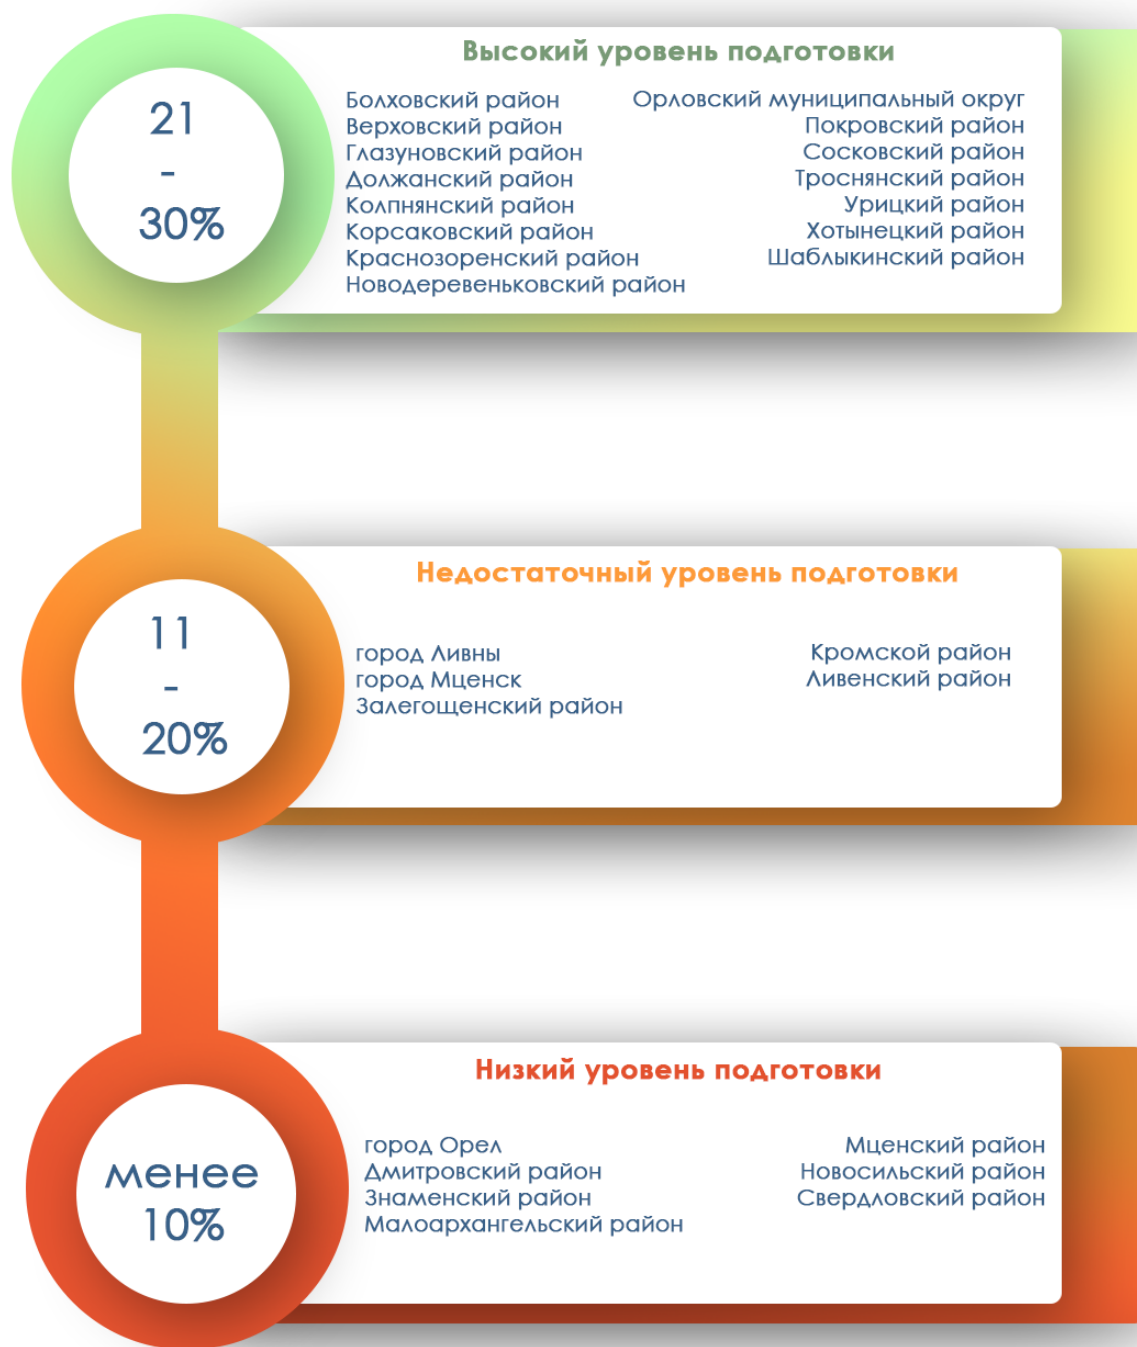 Высокий уровень подготовки
21
-
30%
Болховский район
Верховский район
Глазуновский район
Должанский район
Колпнянский район
Корсаковский район
Краснозоренский район
Новодеревеньковский район
Орловский муниципальный округ
Покровский район
Сосковский район
Троснянский район
Урицкий район
Хотынецкий район
Шаблыкинский район
Недостаточный уровень подготовки
11
-
20%
город Ливны
город Мценск
Залегощенский район
Кромской район
Ливенский район
Низкий уровень подготовки
менее
10%
город Орел
Дмитровский район
Знаменский район
Малоархангельский район
Мценский район
Новосильский район
Свердловский район